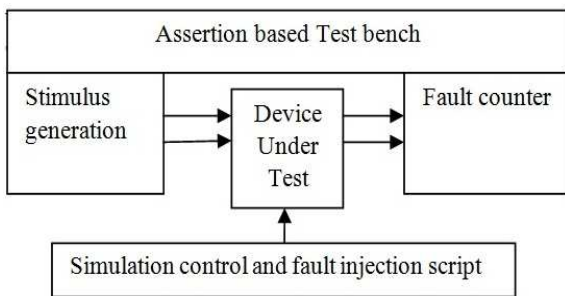 Assertion based Test bench
Stimulus
generation
Device
Under
Test
Fault counter
Simulation control and fault injection script